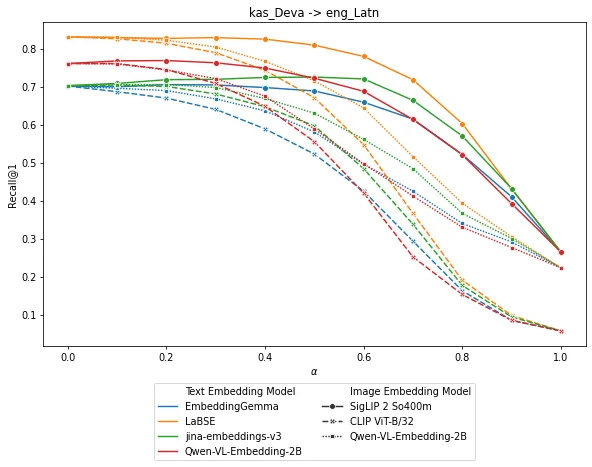 kas_Deva -> eng_Latn
Recall@1
0.8
0.7
0.6
0.5
0.4
0.3
0.2
0.1
0.0 0.2 0.4 0.6 0.8 1.0
α
Text Embedding Model
EmbeddingGemma
LaBSE
jina-embeddings-v3
Qwen-VL-Embedding-2B
Image Embedding Model
SigLIP 2 So400m
CLIP ViT-B/32
Qwen-VL-Embedding-2B